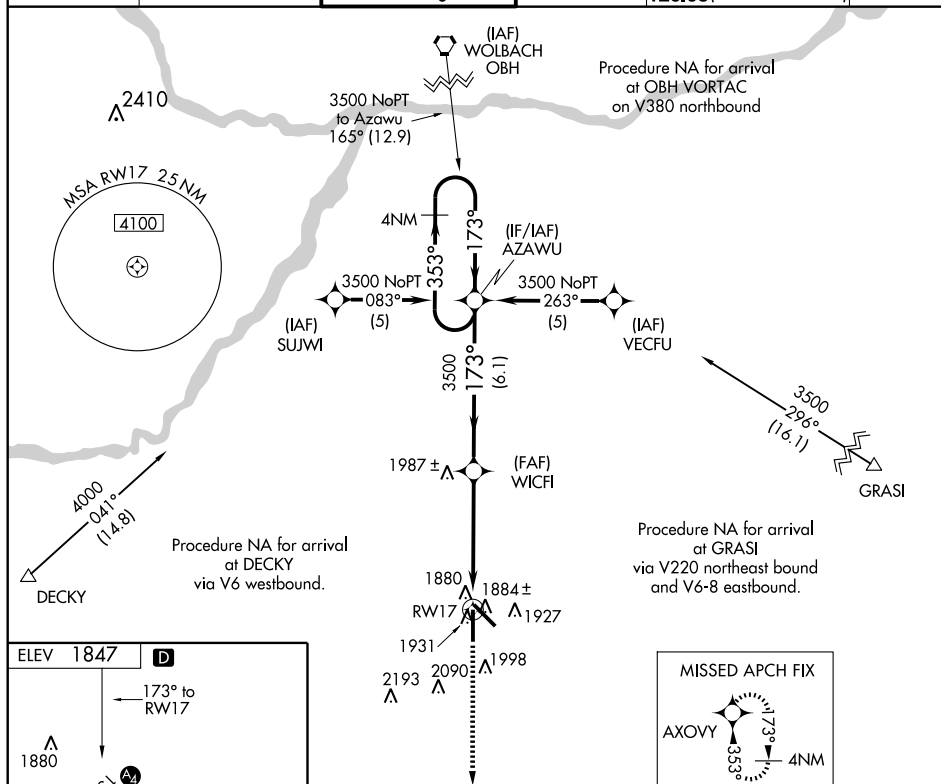 (IAF)
WOLBACH
OBH
Procedure NA for arrival
at OBH VORTAC
on V380 northbound
2410
3500 NoPT
to Azawu
165° (12.9)
MSA RW17 25 NM
4100
4NM
353°
173°
(IF/IAF)
AZAWU
3500 NoPT
083°
(5)
(IAF)
SUJWI
3500 NoPT
263°
(5)
(IAF)
VECFU
3500
173°
(6.1)
3500
296°
(16.1)
GRASI
1987 ±
(FAF)
WICFI
4000
041°
(14.8)
DECKY
Procedure NA for arrival
at DECKY
via V6 westbound.
Procedure NA for arrival
at GRASI
via V220 northeast bound
and V6-8 eastbound.
1880
1884 ±
RW17
1927
1931
1998
2090
2193
ELEV 1847
D
173° to
RW17
1880
A4
MISSED APCH FIX
AXOVY
173°
353°
4NM